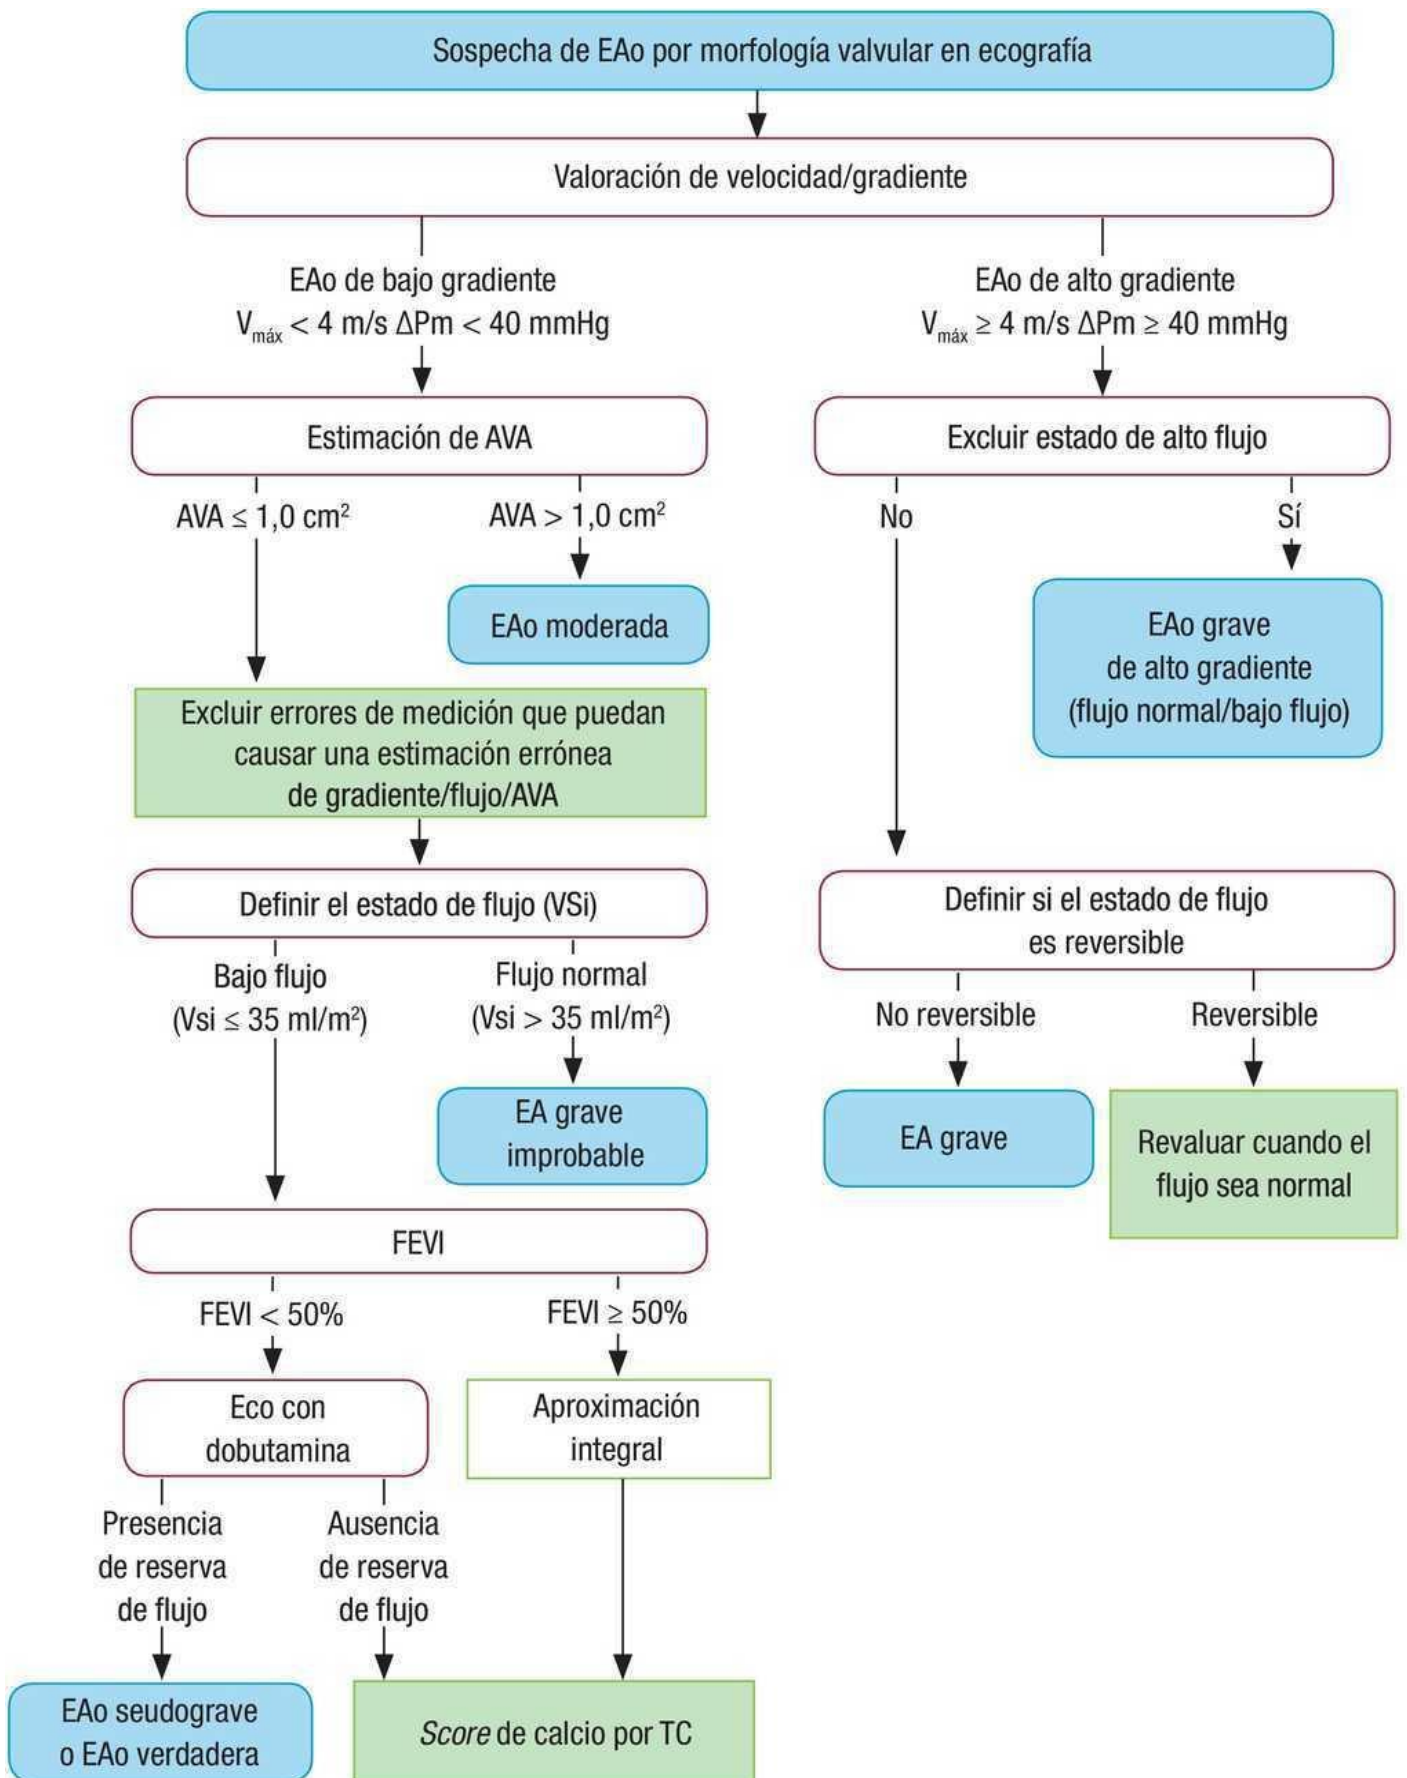 Sospecha de EAo por morfología valvular en ecografía
Valoración de velocidad/gradiente
EAo de bajo gradiente
Vmáx < 4 m/s ΔPm < 40 mmHg
EAo de alto gradiente
Vmáx ≥ 4 m/s ΔPm ≥ 40 mmHg
Estimación de AVA
Excluir estado de alto flujo
AVA ≤ 1,0 cm²
AVA > 1,0 cm²
No
Sí
EAo moderada
EAo grave
de alto gradiente
(flujo normal/bajo flujo)
Excluir errores de medición que puedan
causar una estimación errónea
de gradiente/flujo/AVA
Definir el estado de flujo (VSi)
Definir si el estado de flujo
es reversible
Bajo flujo
(Vsi ≤ 35 ml/m²)
Flujo normal
(Vsi > 35 ml/m²)
No reversible
Reversible
EA grave
improbable
EA grave
Revaluar cuando el
flujo sea normal
FEVI
FEVI < 50%
FEVI ≥ 50%
Eco con
dobutamina
Aproximación
integral
Presencia
de reserva
de flujo
Ausencia
de reserva
de flujo
EAo seudograve
o EAo verdadera
Score de calcio por TC